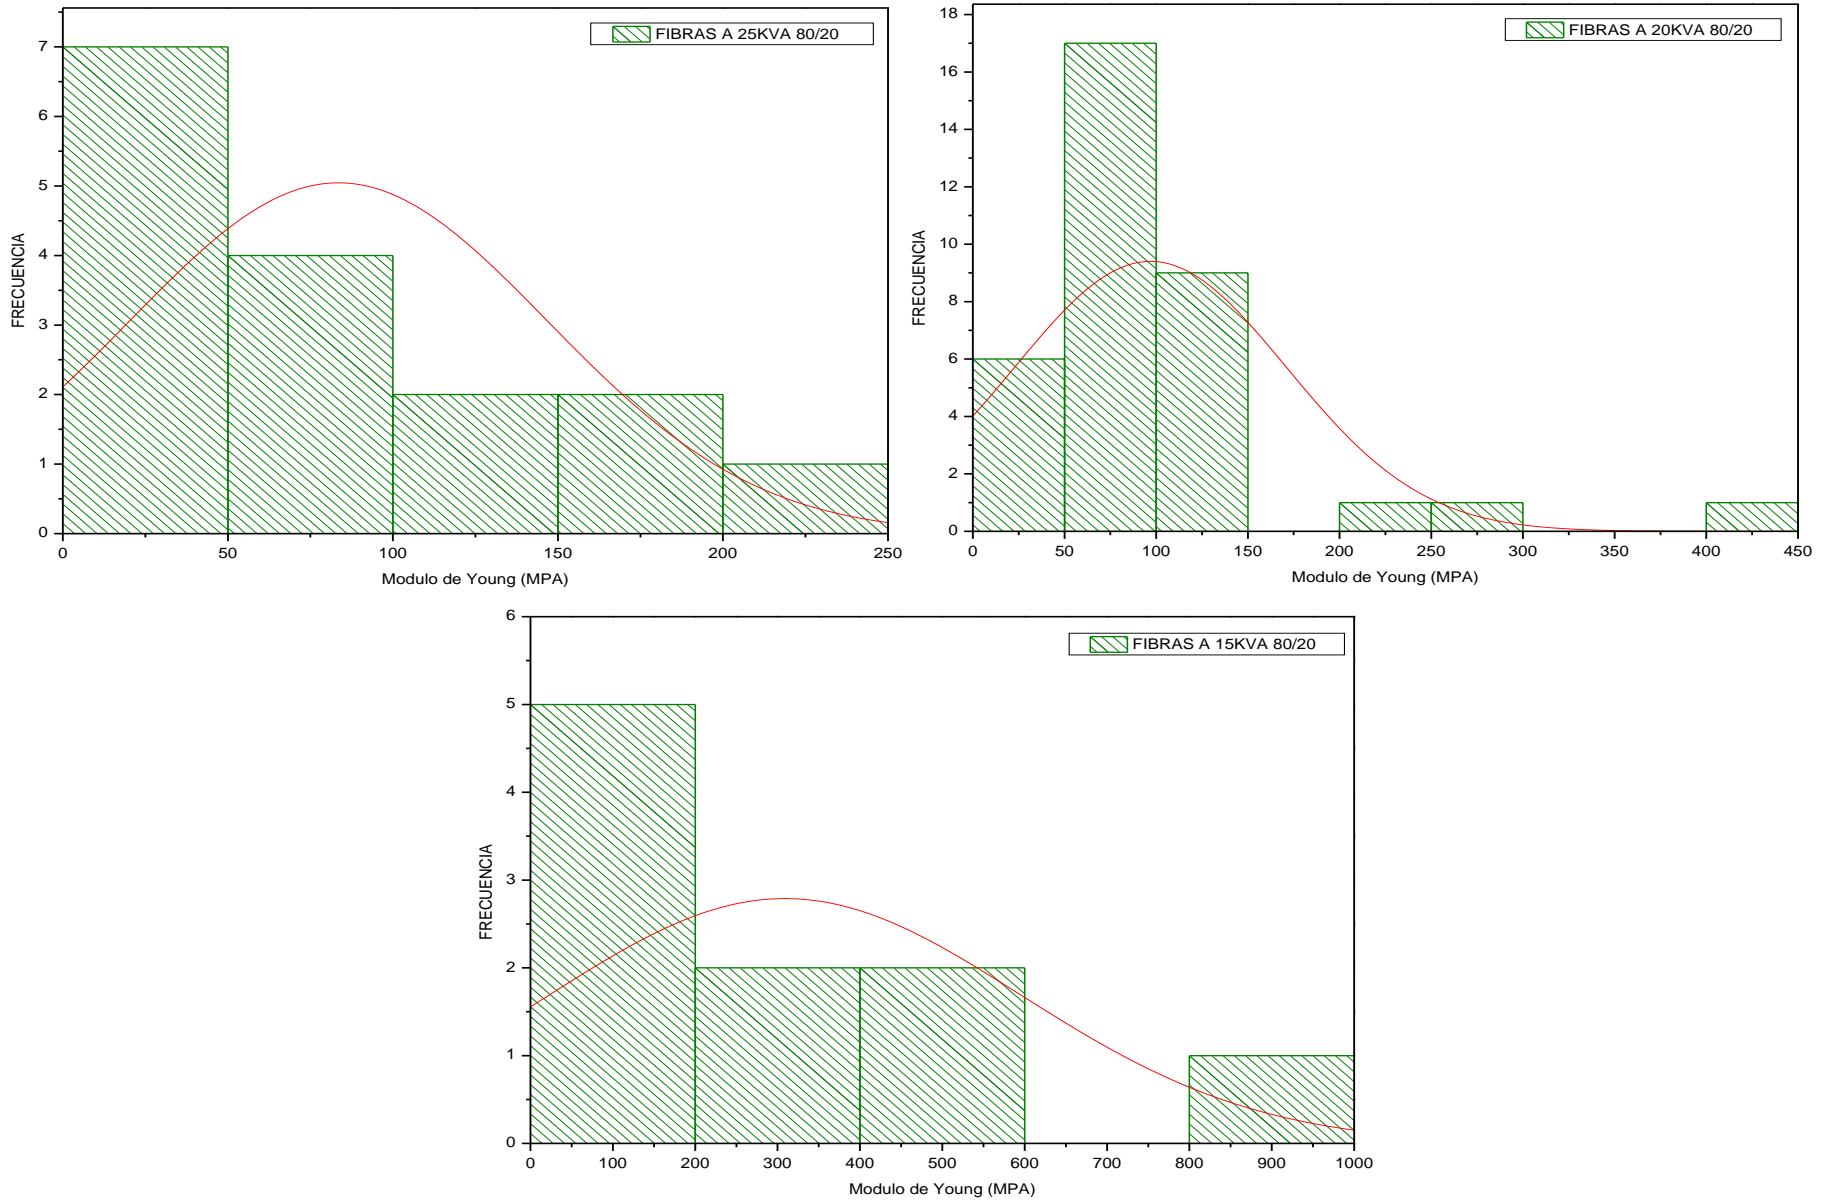 FIBRAS A 25KVA 80/20
7
6
5
4
3
2
1
0
FRECUENCIA
0 50 100 150 200 250
Modulo de Young (MPA)
FIBRAS A 20KVA 80/20
18
16
14
12
10
8
6
4
2
0
FRECUENCIA
0 50 100 150 200 250 300 350 400 450
Modulo de Young (MPA)
FIBRAS A 15KVA 80/20
6
5
4
3
2
1
0
FRECUENCIA
0 100 200 300 400 500 600 700 800 900 1000
Modulo de Young (MPA)